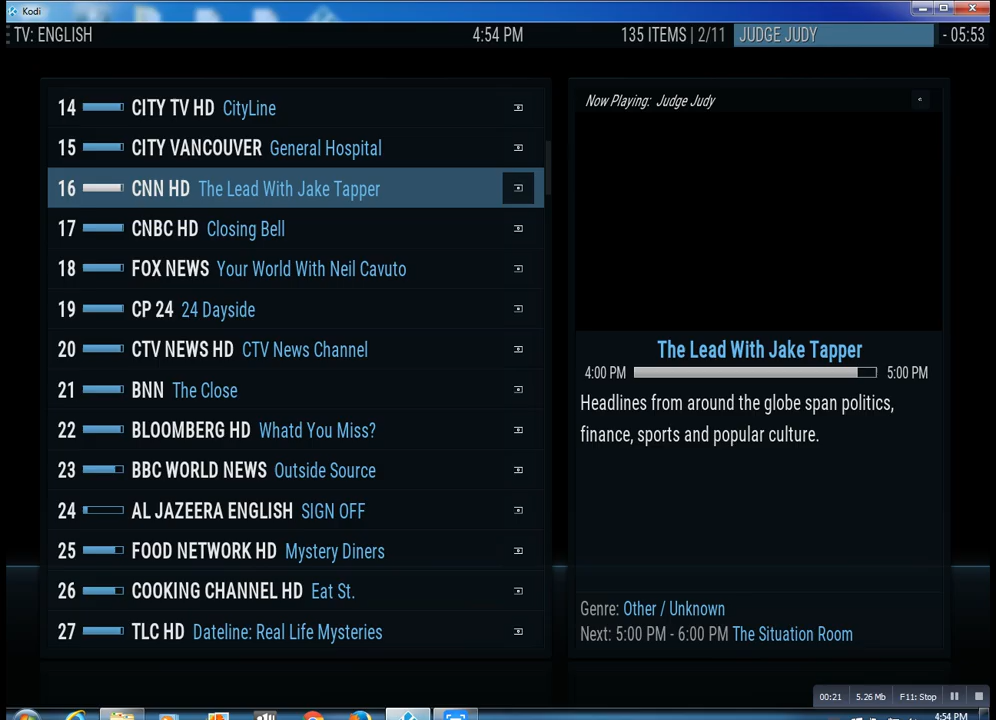 Kodi
TV: ENGLISH
4:54 PM
135 ITEMS | 2/11
JUDGE JUDY
- 05:53
14 CITY TV HD CityLine
15 CITY VANCOUVER General Hospital
16 CNN HD The Lead With Jake Tapper
17 CNBC HD Closing Bell
18 FOX NEWS Your World With Neil Cavuto
19 CP 24 24 Dayside
20 CTV NEWS HD CTV News Channel
21 BNN The Close
22 BLOOMBERG HD Whatd You Miss?
23 BBC WORLD NEWS Outside Source
24 AL JAZEERA ENGLISH SIGN OFF
25 FOOD NETWORK HD Mystery Diners
26 COOKING CHANNEL HD Eat St.
27 TLC HD Dateline: Real Life Mysteries
Now Playing: Judge Judy
The Lead With Jake Tapper
4:00 PM 5:00 PM
Headlines from around the globe span politics,
finance, sports and popular culture.
Genre: Other / Unknown
Next: 5:00 PM - 6:00 PM The Situation Room
00:21 5.26 Mb F11: Stop
4:54 PM